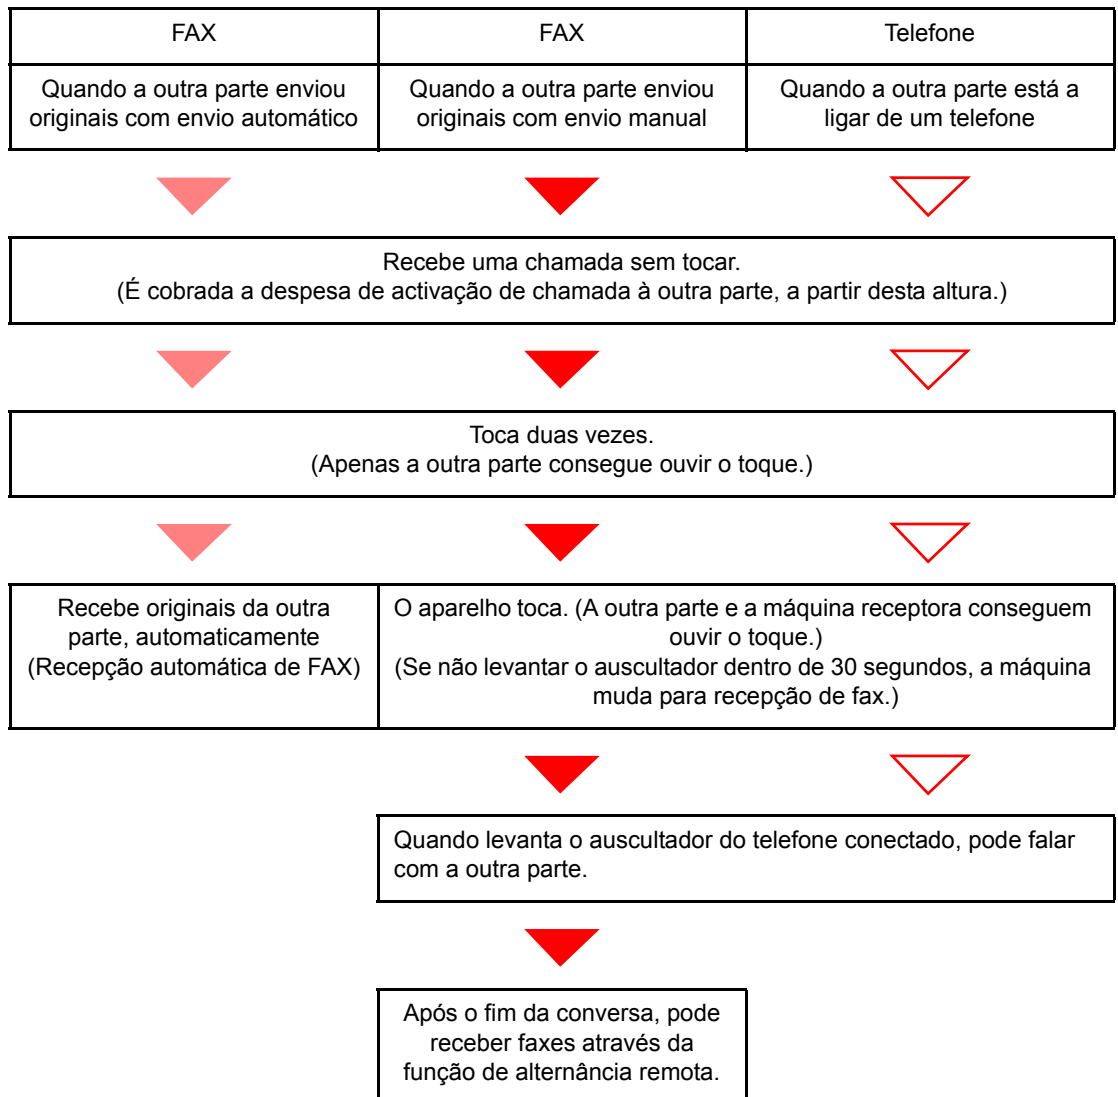 FAX
FAX
Telefone
Quando a outra parte enviou
originais com envio automático
Quando a outra parte enviou
originais com envio manual
Quando a outra parte está a
ligar de um telefone
Recebe uma chamada sem tocar.
(É cobrada a despesa de activação de chamada à outra parte, a partir desta altura.)
Toca duas vezes.
(Apenas a outra parte consegue ouvir o toque.)
Recebe originais da outra
parte, automaticamente
(Recepção automática de FAX)
O aparelho toca. (A outra parte e a máquina receptora conseguem
ouvir o toque.)
(Se não levantar o auscultador dentro de 30 segundos, a máquina
muda para recepção de fax.)
Quando levanta o auscultador do telefone conectado, pode falar
com a outra parte.
Após o fim da conversa, pode
receber faxes através da
função de alternância remota.